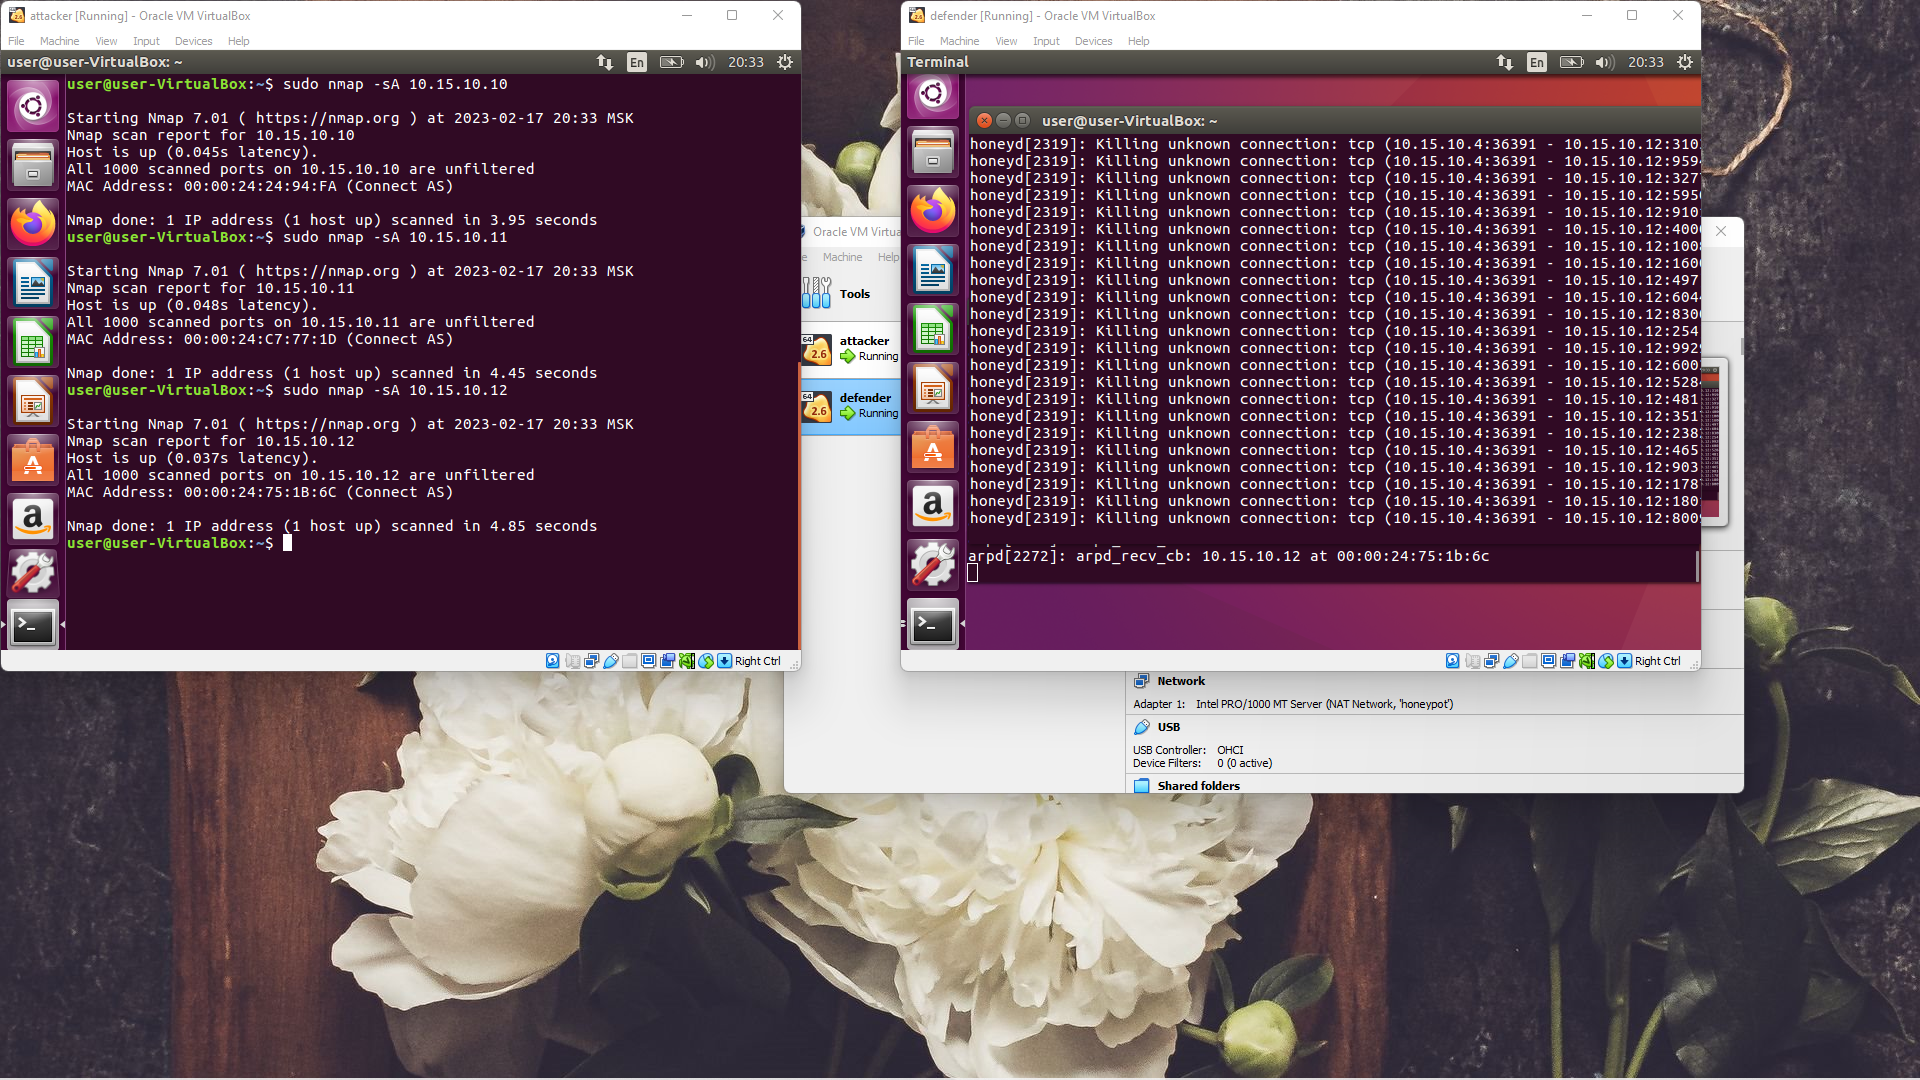 attacker [Running] - Oracle VM VirtualBox
File Machine View Input Devices Help
user@user-VirtualBox: ~
En
20:33
user@user-VirtualBox:~$ sudo nmap -sA 10.15.10.10
Starting Nmap 7.01 ( https://nmap.org ) at 2023-02-17 20:33 MSK
Nmap scan report for 10.15.10.10
Host is up (0.045s latency).
All 1000 scanned ports on 10.15.10.10 are unfiltered
MAC Address: 00:00:24:24:94:FA (Connect AS)
Nmap done: 1 IP address (1 host up) scanned in 3.95 seconds
user@user-VirtualBox:~$ sudo nmap -sA 10.15.10.11
Starting Nmap 7.01 ( https://nmap.org ) at 2023-02-17 20:33 MSK
Nmap scan report for 10.15.10.11
Host is up (0.048s latency).
All 1000 scanned ports on 10.15.10.11 are unfiltered
MAC Address: 00:00:24:C7:77:1D (Connect AS)
Nmap done: 1 IP address (1 host up) scanned in 4.45 seconds
user@user-VirtualBox:~$ sudo nmap -sA 10.15.10.12
Starting Nmap 7.01 ( https://nmap.org ) at 2023-02-17 20:33 MSK
Nmap scan report for 10.15.10.12
Host is up (0.037s latency).
All 1000 scanned ports on 10.15.10.12 are unfiltered
MAC Address: 00:00:24:75:1B:6C (Connect AS)
Nmap done: 1 IP address (1 host up) scanned in 4.85 seconds
user@user-VirtualBox:~$
Right Ctrl
Oracle VM Virtua
e Machine Help
Tools
64
2.6
attacker
Running
64
2.6
defender
Running
defender [Running] - Oracle VM VirtualBox
File Machine View Input Devices Help
Terminal
En
20:33
user@user-VirtualBox: ~
honeyd[2319]: Killing unknown connection: tcp (10.15.10.4:36391 - 10.15.10.12:310
honeyd[2319]: Killing unknown connection: tcp (10.15.10.4:36391 - 10.15.10.12:959
honeyd[2319]: Killing unknown connection: tcp (10.15.10.4:36391 - 10.15.10.12:327
honeyd[2319]: Killing unknown connection: tcp (10.15.10.4:36391 - 10.15.10.12:595
honeyd[2319]: Killing unknown connection: tcp (10.15.10.4:36391 - 10.15.10.12:910
honeyd[2319]: Killing unknown connection: tcp (10.15.10.4:36391 - 10.15.10.12:400
honeyd[2319]: Killing unknown connection: tcp (10.15.10.4:36391 - 10.15.10.12:100
honeyd[2319]: Killing unknown connection: tcp (10.15.10.4:36391 - 10.15.10.12:160
honeyd[2319]: Killing unknown connection: tcp (10.15.10.4:36391 - 10.15.10.12:497
honeyd[2319]: Killing unknown connection: tcp (10.15.10.4:36391 - 10.15.10.12:604
honeyd[2319]: Killing unknown connection: tcp (10.15.10.4:36391 - 10.15.10.12:830
honeyd[2319]: Killing unknown connection: tcp (10.15.10.4:36391 - 10.15.10.12:254
honeyd[2319]: Killing unknown connection: tcp (10.15.10.4:36391 - 10.15.10.12:992
honeyd[2319]: Killing unknown connection: tcp (10.15.10.4:36391 - 10.15.10.12:600
honeyd[2319]: Killing unknown connection: tcp (10.15.10.4:36391 - 10.15.10.12:528
honeyd[2319]: Killing unknown connection: tcp (10.15.10.4:36391 - 10.15.10.12:481
honeyd[2319]: Killing unknown connection: tcp (10.15.10.4:36391 - 10.15.10.12:351
honeyd[2319]: Killing unknown connection: tcp (10.15.10.4:36391 - 10.15.10.12:238
honeyd[2319]: Killing unknown connection: tcp (10.15.10.4:36391 - 10.15.10.12:465
honeyd[2319]: Killing unknown connection: tcp (10.15.10.4:36391 - 10.15.10.12:903
honeyd[2319]: Killing unknown connection: tcp (10.15.10.4:36391 - 10.15.10.12:178
honeyd[2319]: Killing unknown connection: tcp (10.15.10.4:36391 - 10.15.10.12:180
honeyd[2319]: Killing unknown connection: tcp (10.15.10.4:36391 - 10.15.10.12:800
arpd[2272]: arpd_recv_cb: 10.15.10.12 at 00:00:24:75:1b:6c
Right Ctrl
Network
Adapter 1: Intel PRO/1000 MT Server (NAT Network, 'honeypot')
USB
USB Controller: OHCI
Device Filters: 0 (0 active)
Shared folders